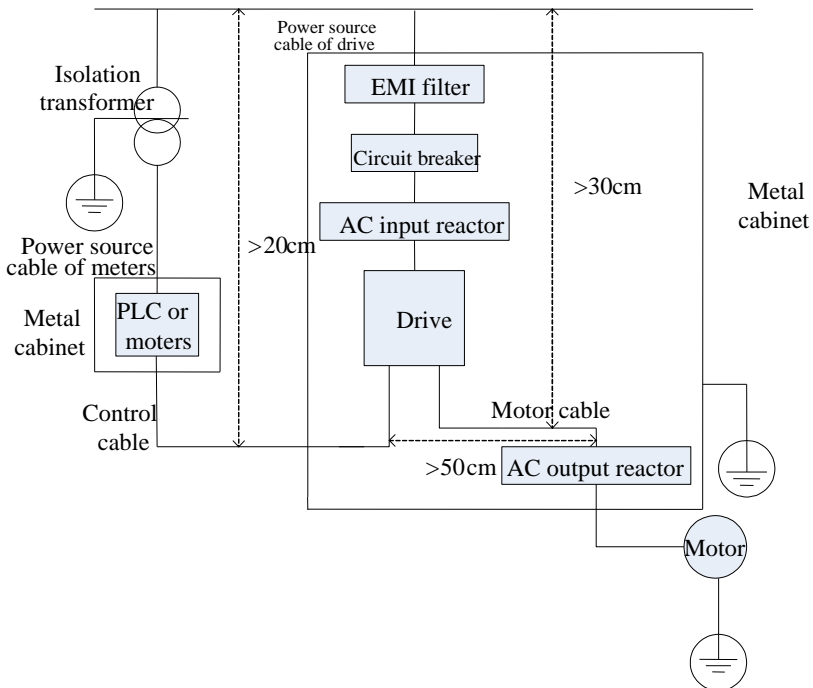 Power source
cable of drive
Isolation
transformer
EMI filter
Circuit breaker
>30cm
Metal
cabinet
AC input reactor
>20cm
Power source
cable of meters
PLC or
moters
Metal
cabinet
Drive
Control
cable
Motor cable
>50cm
AC output reactor
Motor